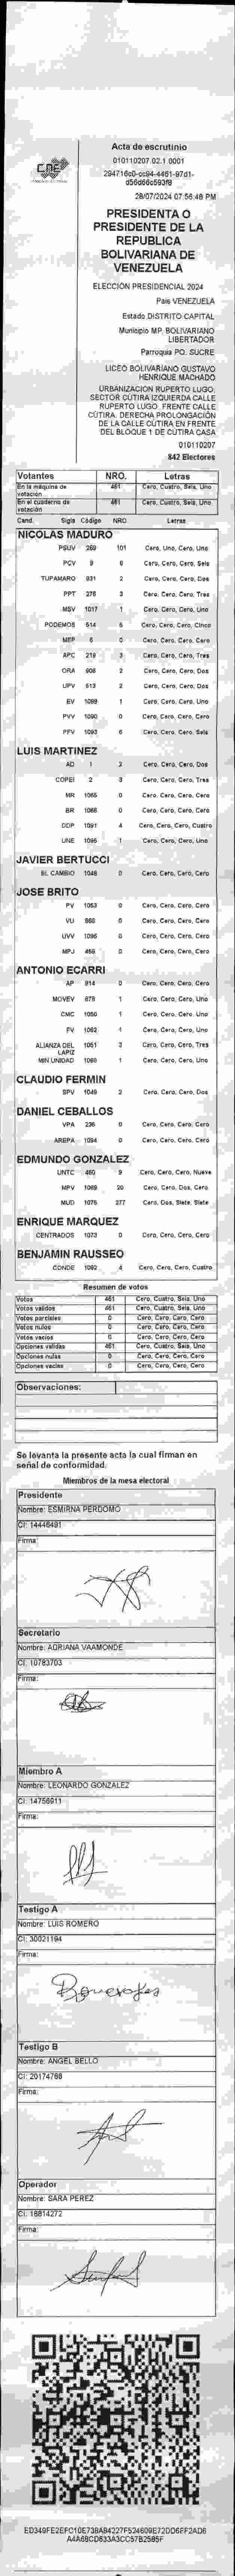 CNE
Acta de escrutinio
010110207.02.1.0001
28/07/2024 07:56:48 PM
PRESIDENTA O
PRESIDENTE DE LA
REPUBLICA
BOLIVARIANA DE
VENEZUELA
ELECCIÓN PRESIDENCIAL 2024
País VENEZUELA
Estado DISTRITO CAPITAL
Municipio MP. BOLIVARIANO
LIBERTADOR
Parroquia PQ. SUCRE
LICEO BOLIVARIANO GUSTAVO
HENRIQUE MACHADO
URBANIZACIÓN RUPERTO LUGO.
SECTOR CÚTIRA IZQUIERDA CALLE
RUPERTO LUGO. FRENTE CALLE
CÚTIRA. DERECHA PROLONGACIÓN
DE LA CALLE CÚTIRA EN FRENTE
DEL BLOQUE 1 DE CÚTIRA CASA
010110207
842 Electores
Votantes NRO. Letras
En la máquina de votación 461 Cero, Cuatro, Seis, Uno
En el cuaderno de votación 461 Cero, Cuatro, Seis, Uno
Cand. Sigla Código NRO. Letras
NICOLAS MADURO
PSUV 269 101 Cero, Uno, Cero, Uno
PCV 9 6 Cero, Cero, Cero, Seis
TUPAMARO 931 2 Cero, Cero, Cero, Dos
PPT 276 3 Cero, Cero, Cero, Tres
MSV 1017 1 Cero, Cero, Cero, Uno
PODEMOS 514 5 Cero, Cero, Cero, Cinco
MEP 6 0 Cero, Cero, Cero, Cero
APC 219 3 Cero, Cero, Cero, Tres
ORA 908 2 Cero, Cero, Cero, Dos
UPV 513 2 Cero, Cero, Cero, Dos
EV 1089 1 Cero, Cero, Cero, Uno
PVV 1090 0 Cero, Cero, Cero, Cero
PFV 1093 6 Cero, Cero, Cero, Seis
LUIS MARTINEZ
AD 1 2 Cero, Cero, Cero, Dos
COPEI 2 3 Cero, Cero, Cero, Tres
MR 1065 0 Cero, Cero, Cero, Cero
BR 1066 0 Cero, Cero, Cero, Cero
DDP 1091 4 Cero, Cero, Cero, Cuatro
UNE 1096 1 Cero, Cero, Cero, Uno
JAVIER BERTUCCI
EL CAMBIO 1048 0 Cero, Cero, Cero, Cero
JOSE BRITO
PV 1053 0 Cero, Cero, Cero, Cero
VU 0 Cero, Cero, Cero, Cero
UVV 1095 0 Cero, Cero, Cero, Cero
MPJ 458 0 Cero, Cero, Cero, Cero
ANTONIO ECARRI
AP 914 0 Cero, Cero, Cero, Cero
MOVEV 878 1 Cero, Cero, Cero, Uno
CMC 1050 1 Cero, Cero, Cero, Uno
FV 1082 1 Cero, Cero, Cero, Uno
ALIANZA DEL LAPIZ 1051 3 Cero, Cero, Cero, Tres
MIN UNIDAD 1088 1 Cero, Cero, Cero, Uno
CLAUDIO FERMIN
SPV 1049 2 Cero, Cero, Cero, Dos
DANIEL CEBALLOS
VPA 236 0 Cero, Cero, Cero, Cero
AREPA 1094 0 Cero, Cero, Cero, Cero
EDMUNDO GONZALEZ
UNTC 460 9 Cero, Cero, Cero, Nueve
MPV 1069 20 Cero, Cero, Dos, Cero
MUD 1075 277 Cero, Dos, Siete, Siete
ENRIQUE MARQUEZ
CENTRADOS 1073 0 Cero, Cero, Cero, Cero
BENJAMIN RAUSSEO
CONDE 1092 4 Cero, Cero, Cero, Cuatro
Resumen de votos
Votos 461 Cero, Cuatro, Seis, Uno
Votos validos 461 Cero, Cuatro, Seis, Uno
Votos parciales 0 Cero, Cero, Cero, Cero
Votos nulos 0 Cero, Cero, Cero, Cero
Votos vacios 0 Cero, Cero, Cero, Cero
Opciones validas 461 Cero, Cuatro, Seis, Uno
Opciones nulas 0 Cero, Cero, Cero, Cero
Opciones vacias 0 Cero, Cero, Cero, Cero
Observaciones:
Se levanta la presente acta la cual firman en
señal de conformidad.
Miembros de la mesa electoral
Presidente
Nombre: ESMIRNA PERDOMO
CI: 14446491
Firma:
Secretario
Nombre: ADRIANA VAAMONDE
CI: 10783703
Firma:
Miembro A
Nombre: LEONARDO GONZALEZ
CI: 14756911
Firma:
Testigo A
Nombre: LUIS ROMERO
CI: 30021194
Firma:
Testigo B
Nombre: ANGEL BELLO
CI: 20174768
Firma:
Operador
Nombre: SARA PEREZ
CI: 18814272
Firma: